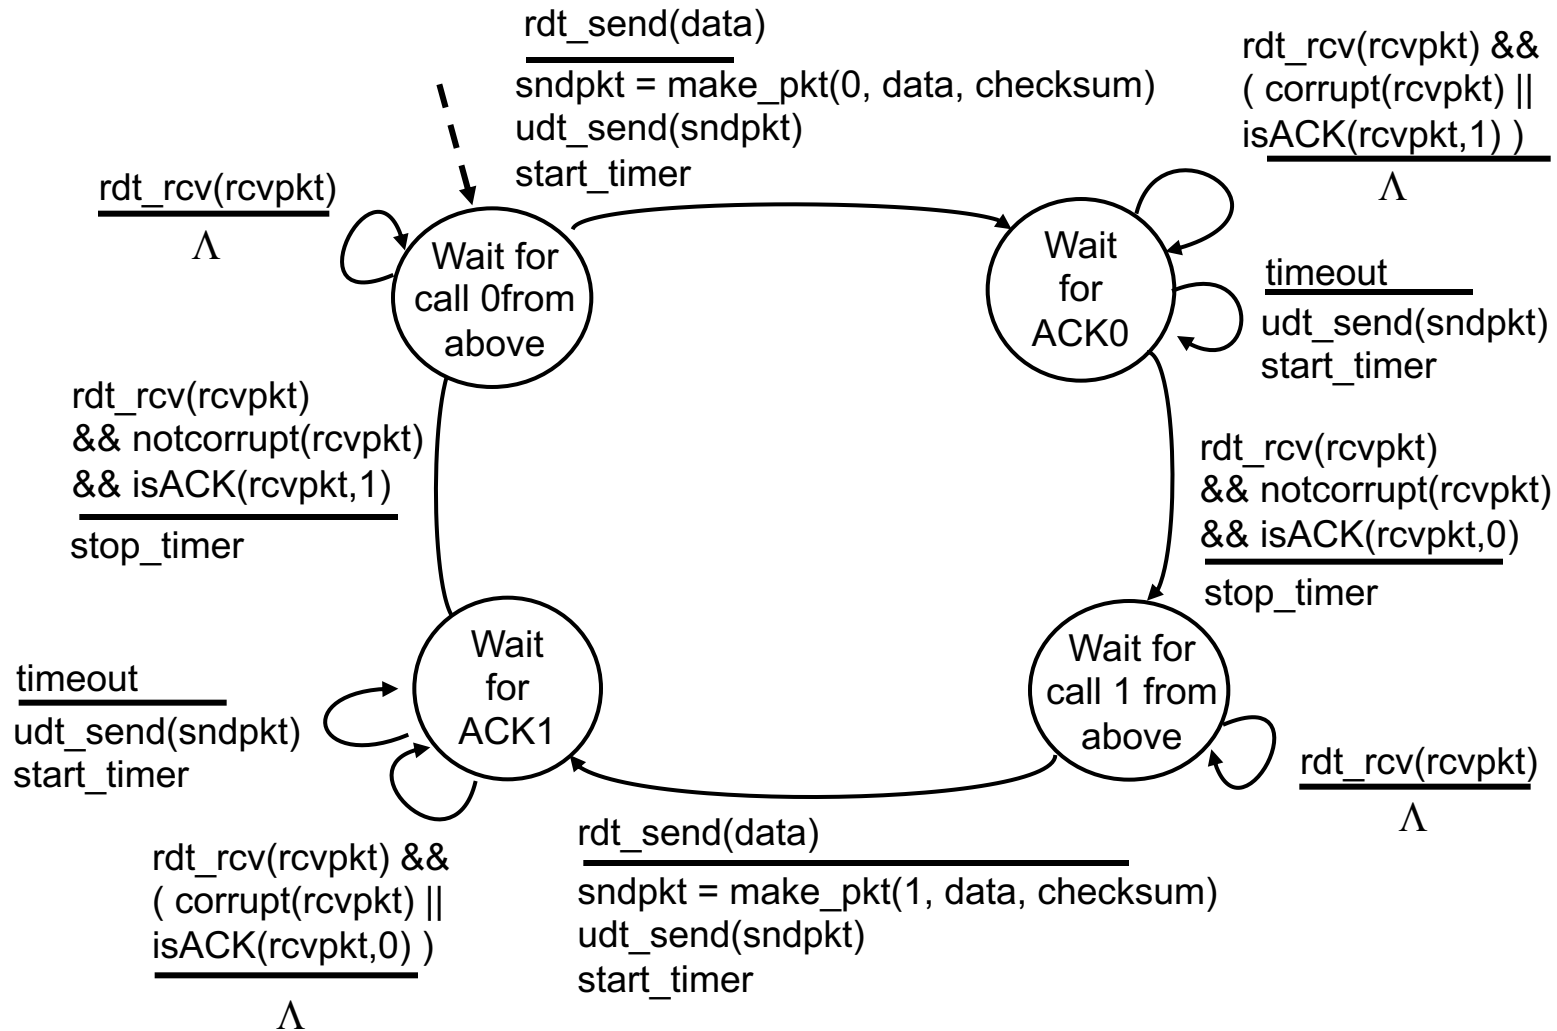 rdt_send(data)
sndpkt = make_pkt(0, data, checksum)
udt_send(sndpkt)
start_timer
rdt_rcv(rcvpkt) &&
( corrupt(rcvpkt) ||
isACK(rcvpkt,1) )
Λ
rdt_rcv(rcvpkt)
Λ
Wait for
call 0from
above
Wait
for
ACK0
timeout
udt_send(sndpkt)
start_timer
rdt_rcv(rcvpkt)
&& notcorrupt(rcvpkt)
&& isACK(rcvpkt,1)
stop_timer
rdt_rcv(rcvpkt)
&& notcorrupt(rcvpkt)
&& isACK(rcvpkt,0)
stop_timer
Wait
for
ACK1
Wait for
call 1 from
above
timeout
udt_send(sndpkt)
start_timer
rdt_rcv(rcvpkt)
Λ
rdt_rcv(rcvpkt) &&
( corrupt(rcvpkt) ||
isACK(rcvpkt,0) )
Λ
rdt_send(data)
sndpkt = make_pkt(1, data, checksum)
udt_send(sndpkt)
start_timer